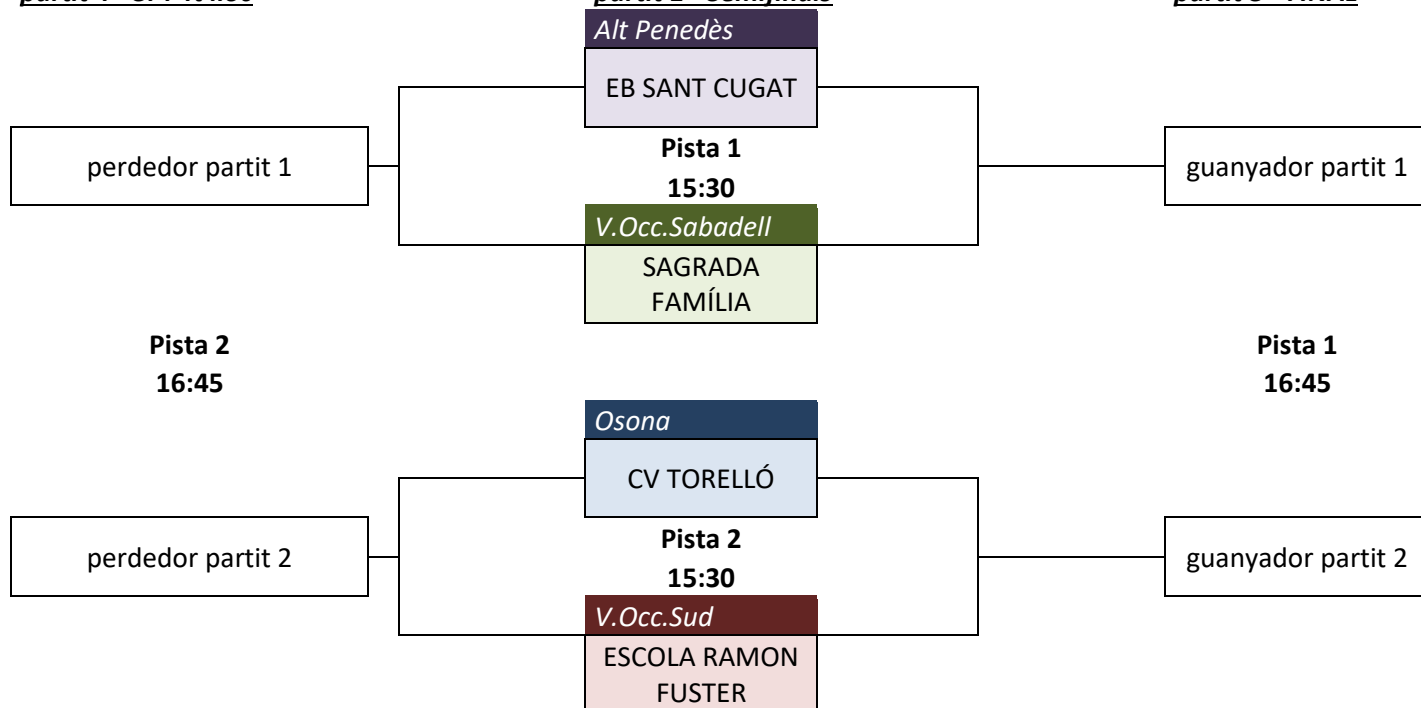 Alt Penedès
EB SANT CUGAT
perdedor partit 1
Pista 1
15:30
guanyador partit 1
V.Occ.Sabadell
SAGRADA
FAMÍLIA
Pista 2
16:45
Pista 1
16:45
Osona
CV TORELLÓ
perdedor partit 2
Pista 2
15:30
guanyador partit 2
V.Occ.Sud
ESCOLA RAMON
FUSTER